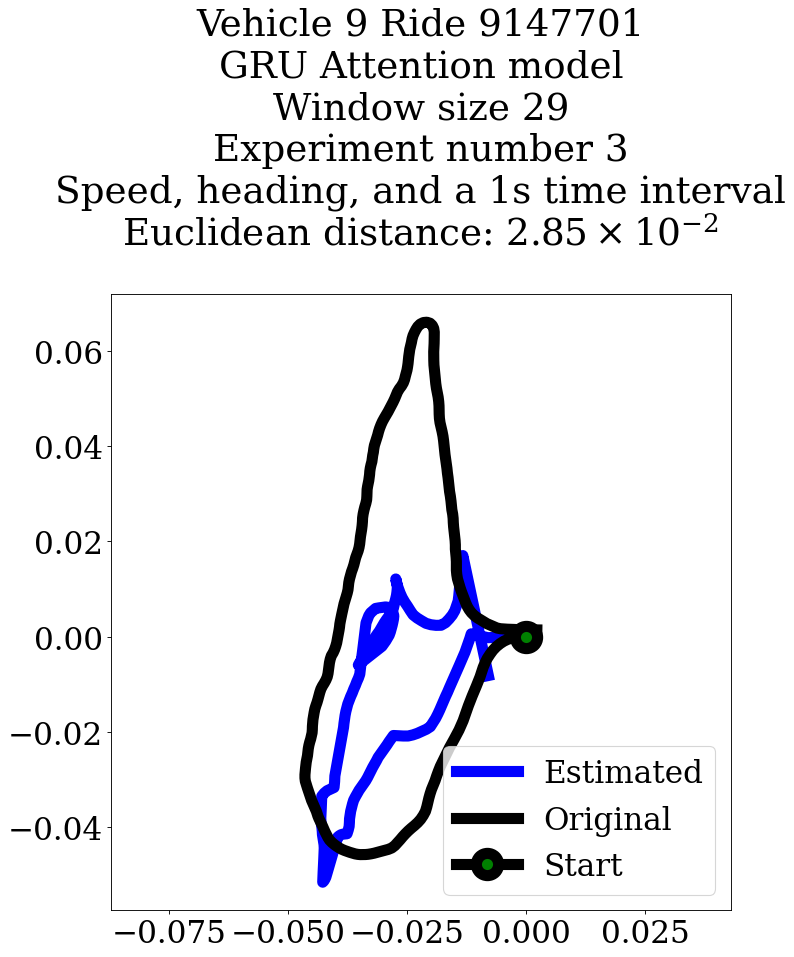 Vehicle 9 Ride 9147701
GRU Attention model
Window size 29
Experiment number 3
Speed, heading, and a 1s time interval
Euclidean distance: 2.85 × 10⁻²
0.06
0.04
0.02
0.00
−0.02
−0.04
Estimated
Original
Start
−0.075 −0.050 −0.025 0.000 0.025